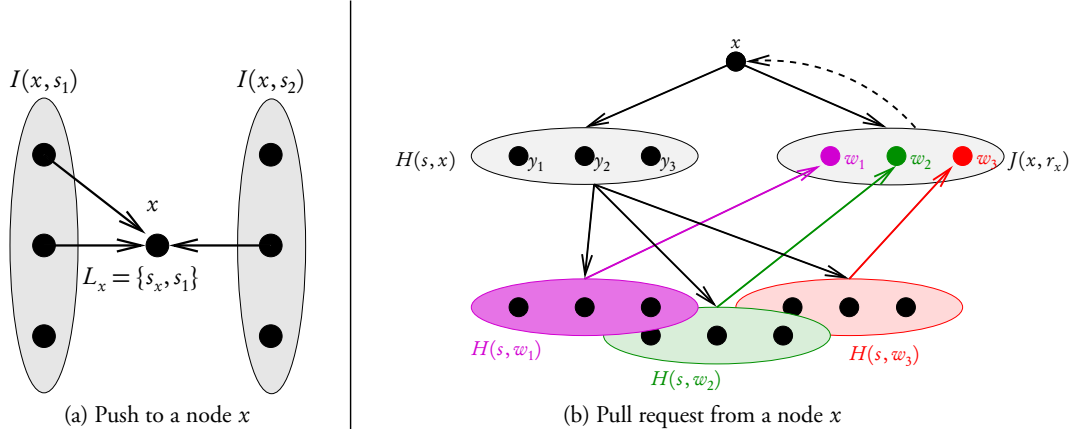 I(x, s₁)
I(x, s₂)
x
Lₓ = {sₓ, s₁}
(a) Push to a node x
x
H(s, x)
y₁
y₂
y₃
w₁
w₂
w₃
J(x, rₓ)
H(s, w₁)
H(s, w₂)
H(s, w₃)
(b) Pull request from a node x